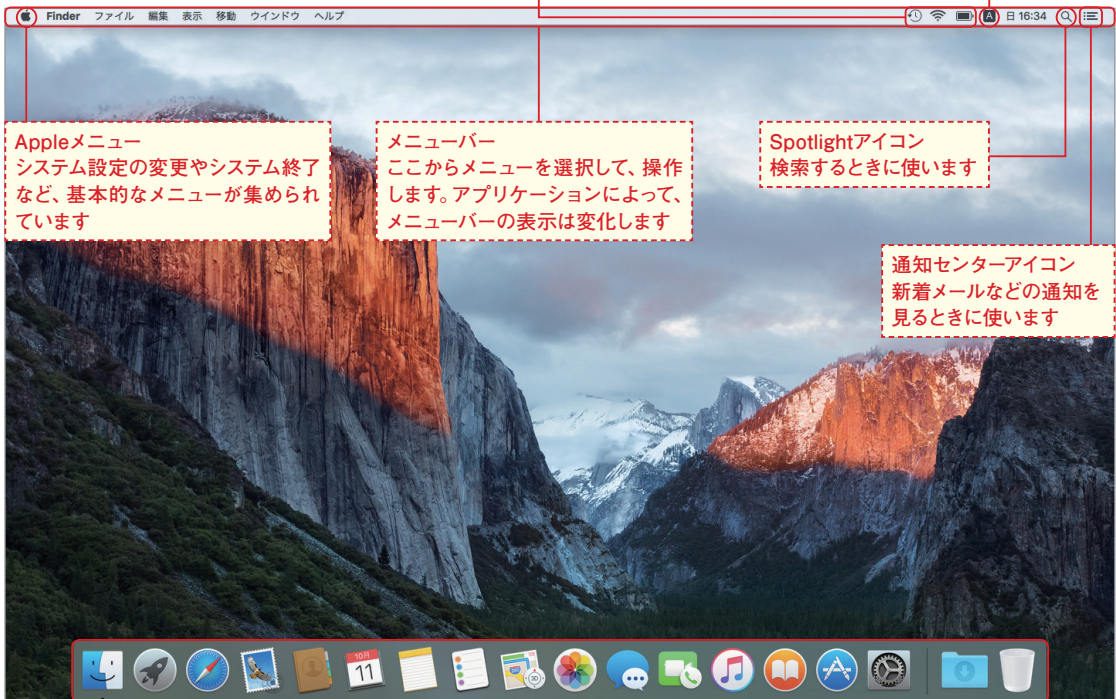 Finder ファイル 編集 表示 移動 ウインドウ ヘルプ
A 日 16:34
Appleメニュー
システム設定の変更やシステム終了
など、基本的なメニューが集められ
ています
メニューバー
ここからメニューを選択して、操作
します。アプリケーションによって、
メニューバーの表示は変化します
Spotlightアイコン
検索するときに使います
通知センターアイコン
新着メールなどの通知を
見るときに使います
10月
11
3D